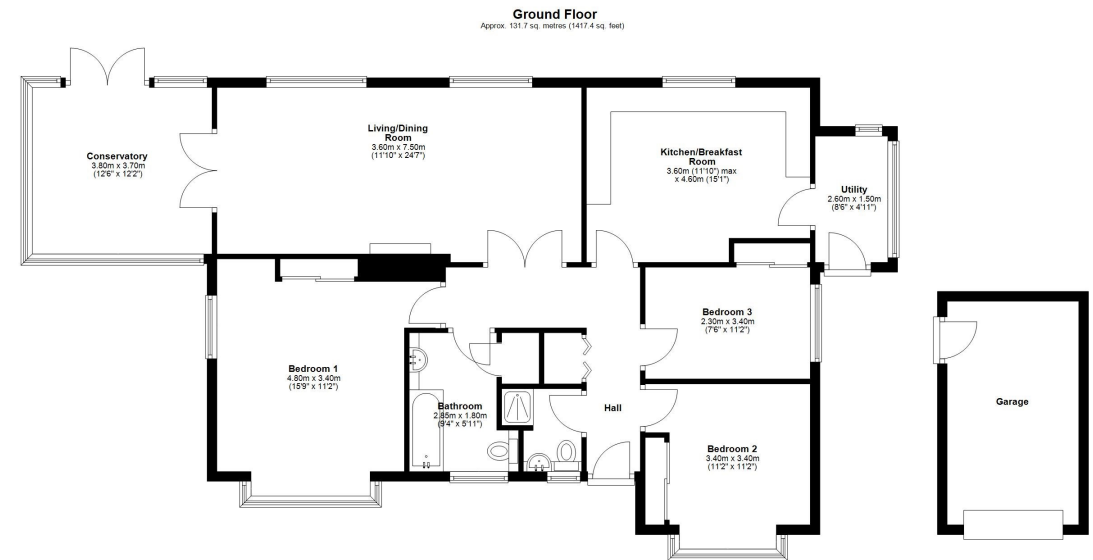 Ground Floor
Approx. 131.7 sq. metres (1417.4 sq. feet)
Conservatory
3.80m x 3.70m
(12'6" x 12'2")
Living/Dining
Room
3.60m x 7.50m
(11'10" x 24'7")
Kitchen/Breakfast
Room
3.60m (11'10") max
x 4.60m (15'1")
Utility
2.60m x 1.50m
(8'6" x 4'11")
Bedroom 3
2.30m x 3.40m
(7'6" x 11'2")
Bedroom 1
4.80m x 3.40m
(15'9" x 11'2")
Bathroom
2.85m x 1.80m
(9'4" x 5'11")
Hall
Bedroom 2
3.40m x 3.40m
(11'2" x 11'2")
Garage